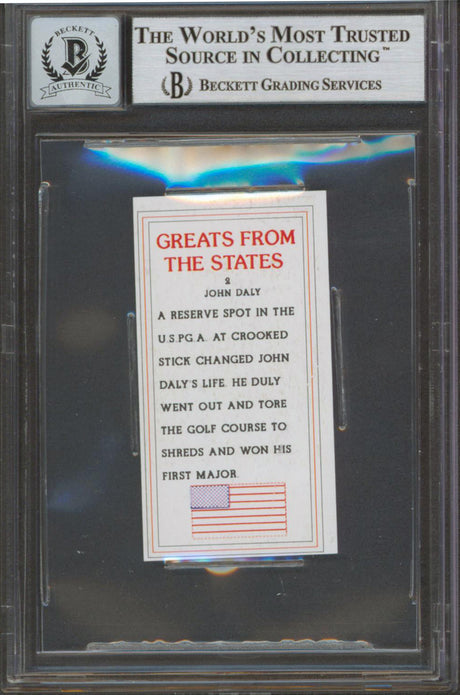 BECKETT
B
AUTHENTIC
THE WORLD'S MOST TRUSTED
SOURCE IN COLLECTING™
B BECKETT GRADING SERVICES
GREATS FROM
THE STATES
2
JOHN DALY
A RESERVE SPOT IN THE
U.S.P.G.A. AT CROOKED
STICK CHANGED JOHN
DALY'S LIFE. HE DULY
WENT OUT AND TORE
THE GOLF COURSE TO
SHREDS AND WON HIS
FIRST MAJOR.